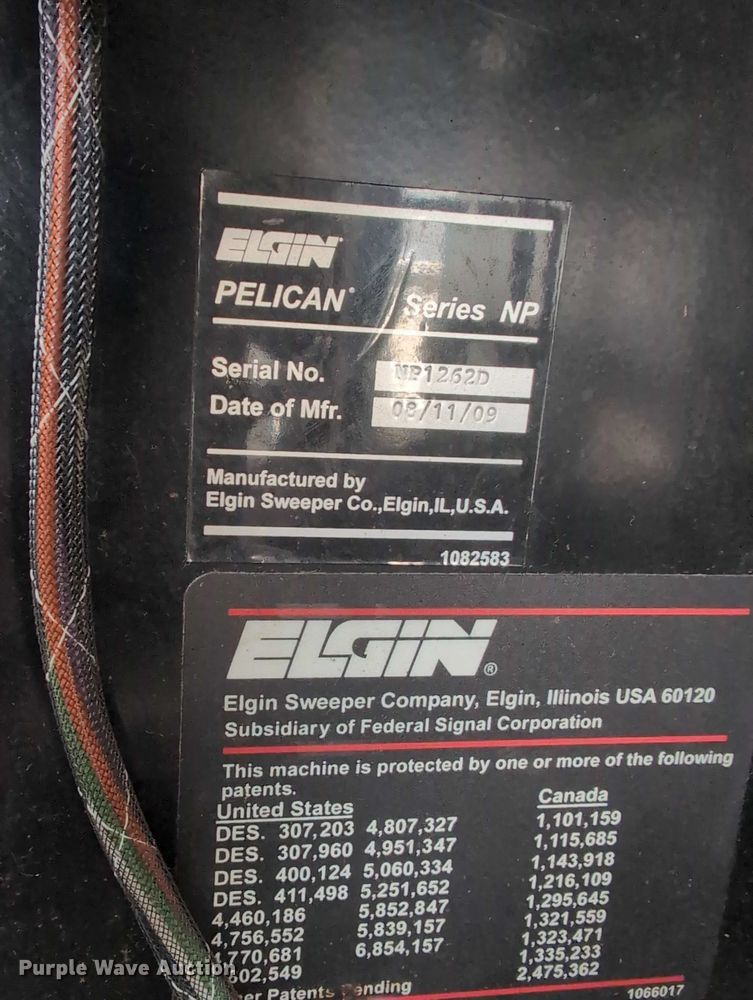 ELGIN
PELICAN® Series NP
Serial No. NP1262D
Date of Mfr. 08/11/09
Manufactured by
Elgin Sweeper Co.,Elgin,IL,U.S.A.
1082583
ELGIN®
Elgin Sweeper Company, Elgin, Illinois USA 60120
Subsidiary of Federal Signal Corporation
This machine is protected by one or more of the following
patents.
United States Canada
DES. 307,203 4,807,327 1,101,159
DES. 307,960 4,951,347 1,115,685
DES. 400,124 5,060,334 1,143,918
DES. 411,498 5,251,652 1,216,109
4,460,186 5,852,847 1,295,645
4,756,552 5,839,157 1,321,559
4,770,681 6,854,157 1,323,471
1,335,233
2,475,362
Patents Pending
1066017
Purple Wave Auction